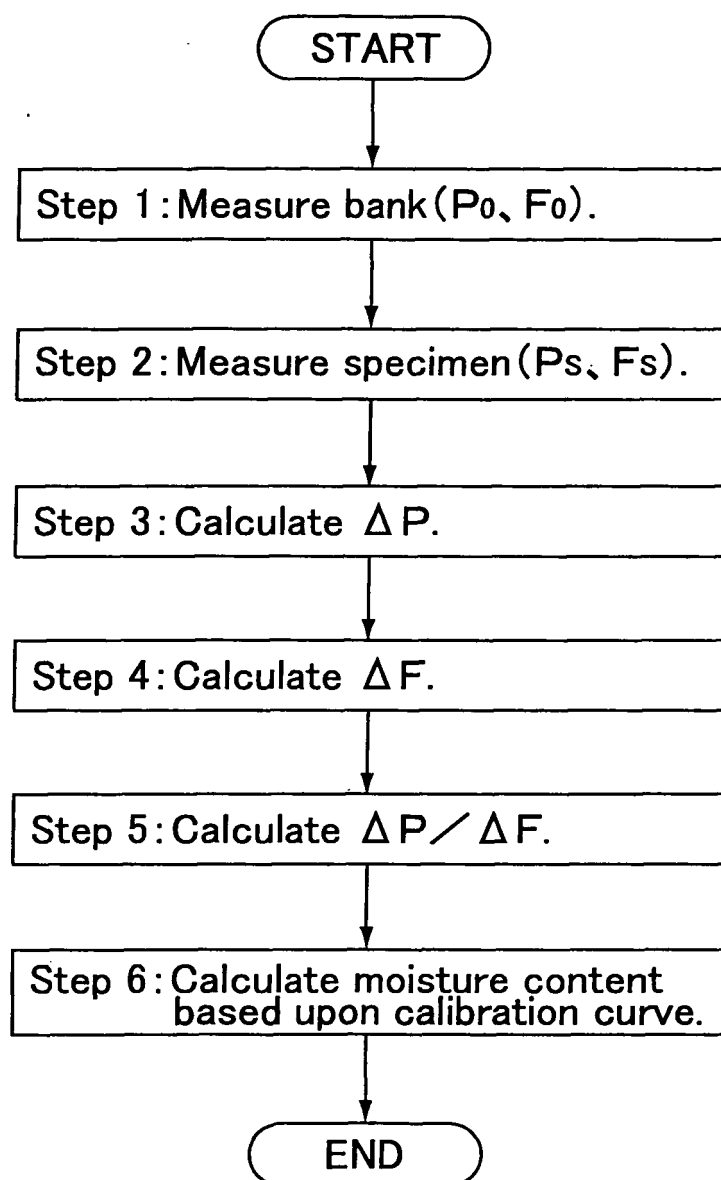 START
Step 1:Measure bank(P0、F0).
Step 2:Measure specimen(Ps、Fs).
Step 3:Calculate ΔP.
Step 4:Calculate ΔF.
Step 5:Calculate ΔP／ΔF.
Step 6:Calculate moisture content
based upon calibration curve.
END